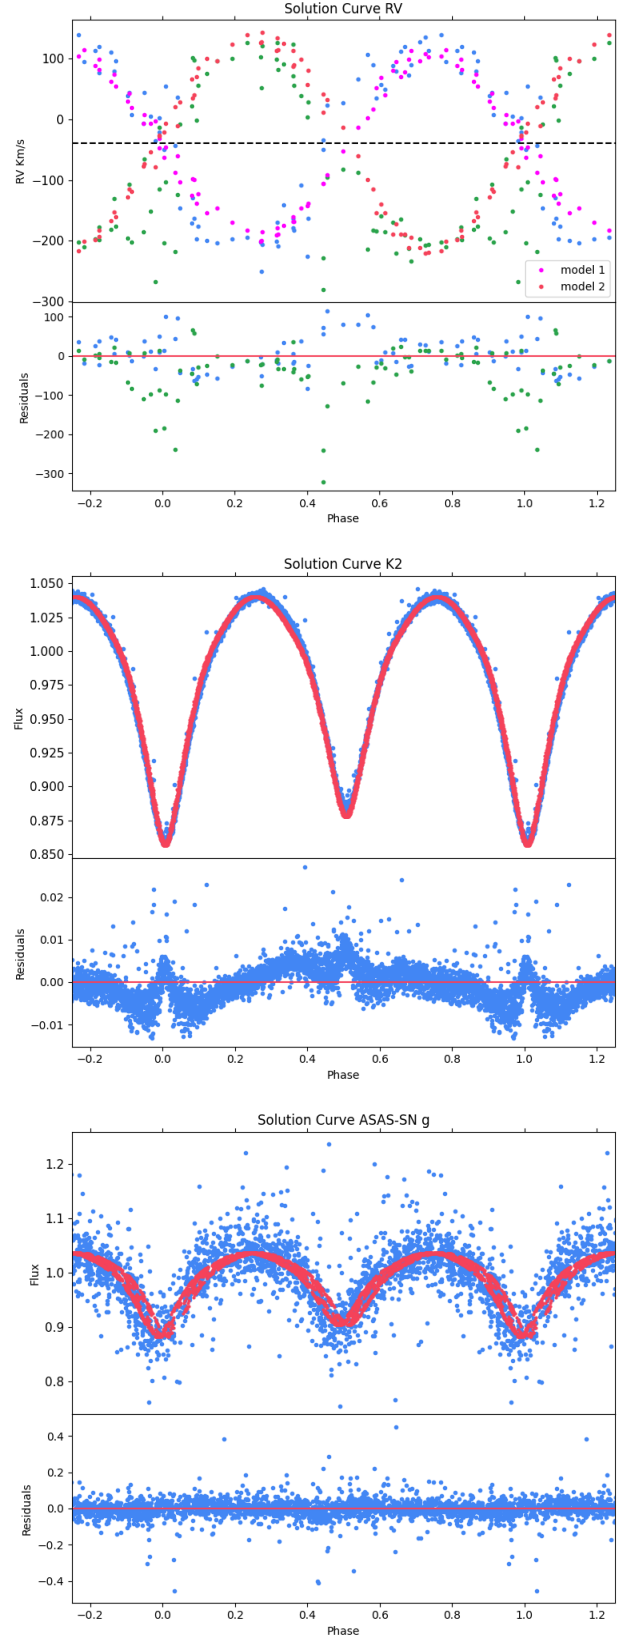 Solution Curve RV
100
0
−100
−200
−300
RV Km/s
model 1
model 2
100
0
−100
−200
−300
Residuals
−0.2 0.0 0.2 0.4 0.6 0.8 1.0 1.2
Phase
Solution Curve K2
1.050
1.025
1.000
0.975
0.950
0.925
0.900
0.875
0.850
Flux
0.02
0.01
0.00
−0.01
Residuals
−0.2 0.0 0.2 0.4 0.6 0.8 1.0 1.2
Phase
Solution Curve ASAS-SN g
1.2
1.1
1.0
0.9
0.8
Flux
0.4
0.2
0.0
−0.2
−0.4
Residuals
−0.2 0.0 0.2 0.4 0.6 0.8 1.0 1.2
Phase